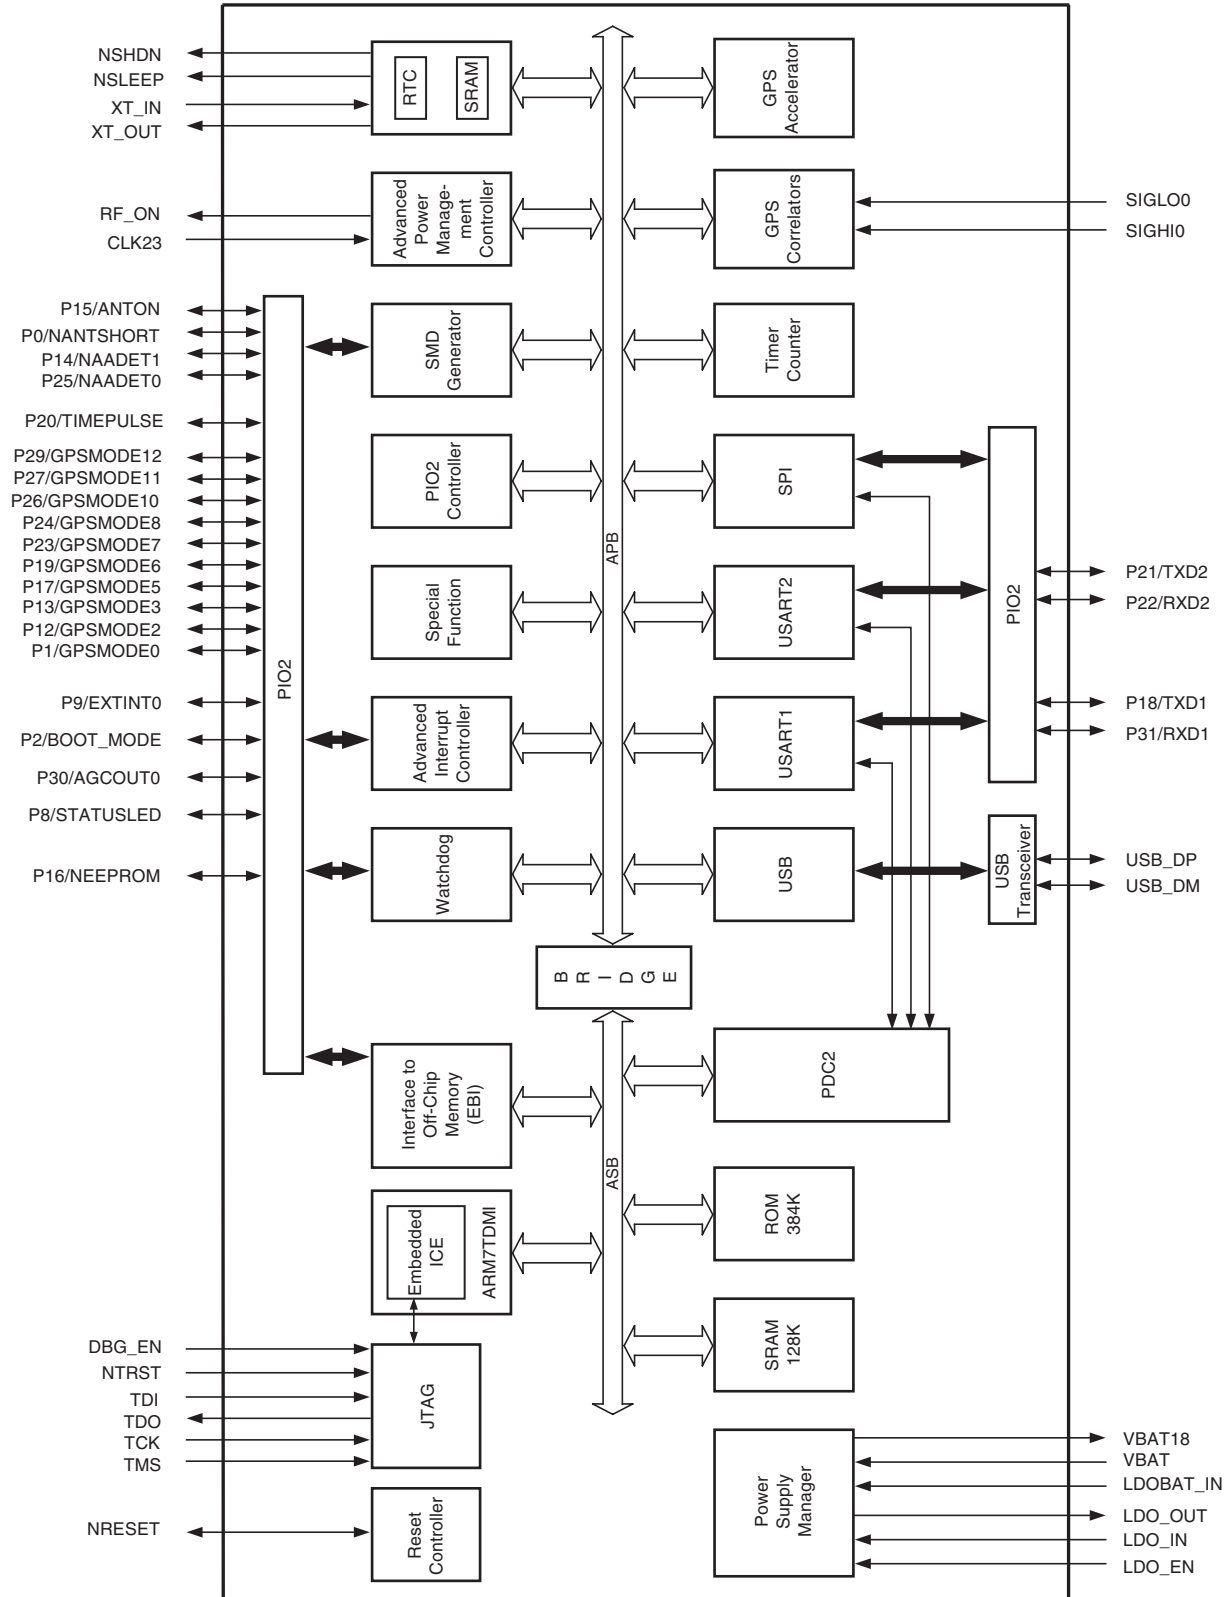 NSHDN
NSLEEP
XT_IN
XT_OUT
RTC
SRAM
GPS
Accelerator
RF_ON
CLK23
Advanced
Power
Manage-
ment
Controller
GPS
Correlators
SIGLO0
SIGHI0
P15/ANTON
P0/NANTSHORT
P14/NAADET1
P25/NAADET0
P20/TIMEPULSE
P29/GPSMODE12
P27/GPSMODE11
P26/GPSMODE10
P24/GPSMODE8
P23/GPSMODE7
P19/GPSMODE6
P17/GPSMODE5
P13/GPSMODE3
P12/GPSMODE2
P1/GPSMODE0
P9/EXTINT0
P2/BOOT_MODE
P30/AGCOUT0
P8/STATUSLED
P16/NEEPROM
PIO2
SMD
Generator
Timer
Counter
PIO2
Controller
APB
SPI
Special
Function
USART2
PIO2
P21/TXD2
P22/RXD2
Advanced
Interrupt
Controller
USART1
P18/TXD1
P31/RXD1
Watchdog
USB
USB
Transceiver
USB_DP
USB_DM
BRIDGE
Interface to
Off-Chip
Memory
(EBI)
PDC2
ASB
Embedded
ICE
ARM7TDMI
ROM
384K
SRAM
128K
DBG_EN
NTRST
TDI
TDO
TCK
TMS
JTAG
NRESET
Reset
Controller
Power
Supply
Manager
VBAT18
VBAT
LDOBAT_IN
LDO_OUT
LDO_IN
LDO_EN